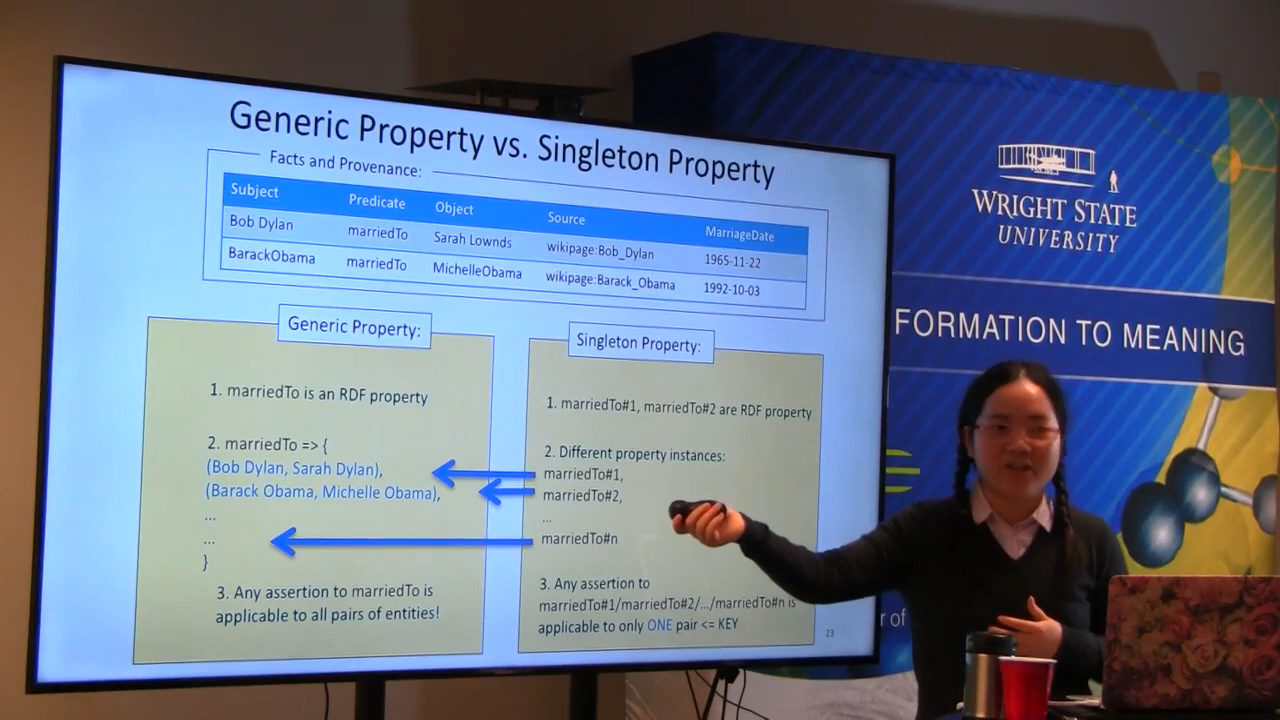 Generic Property vs. Singleton Property
Facts and Provenance:
Subject Predicate Object Source MarriageDate
Bob Dylan marriedTo Sarah Lownds wikipage:Bob_Dylan 1965-11-22
BarackObama marriedTo MichelleObama wikipage:Barack_Obama 1992-10-03
Generic Property:
1. marriedTo is an RDF property
2. marriedTo => {
(Bob Dylan, Sarah Dylan),
(Barack Obama, Michelle Obama),
...
...
}
3. Any assertion to marriedTo is
applicable to all pairs of entities!
Singleton Property:
1. marriedTo#1, marriedTo#2 are RDF property
2. Different property instances:
marriedTo#1,
marriedTo#2,
...
marriedTo#n
3. Any assertion to
marriedTo#1/marriedTo#2/.../marriedTo#n is
applicable to only ONE pair <= KEY
23
WRIGHT STATE
UNIVERSITY
FORMATION TO MEANING
r of